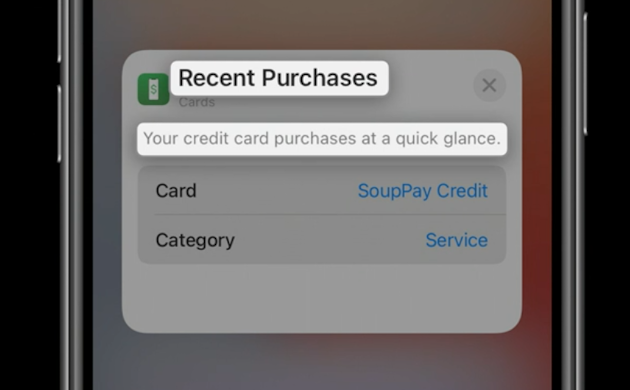 Recent Purchases
Cards
Your credit card purchases at a quick glance.
Card SoupPay Credit
Category Service